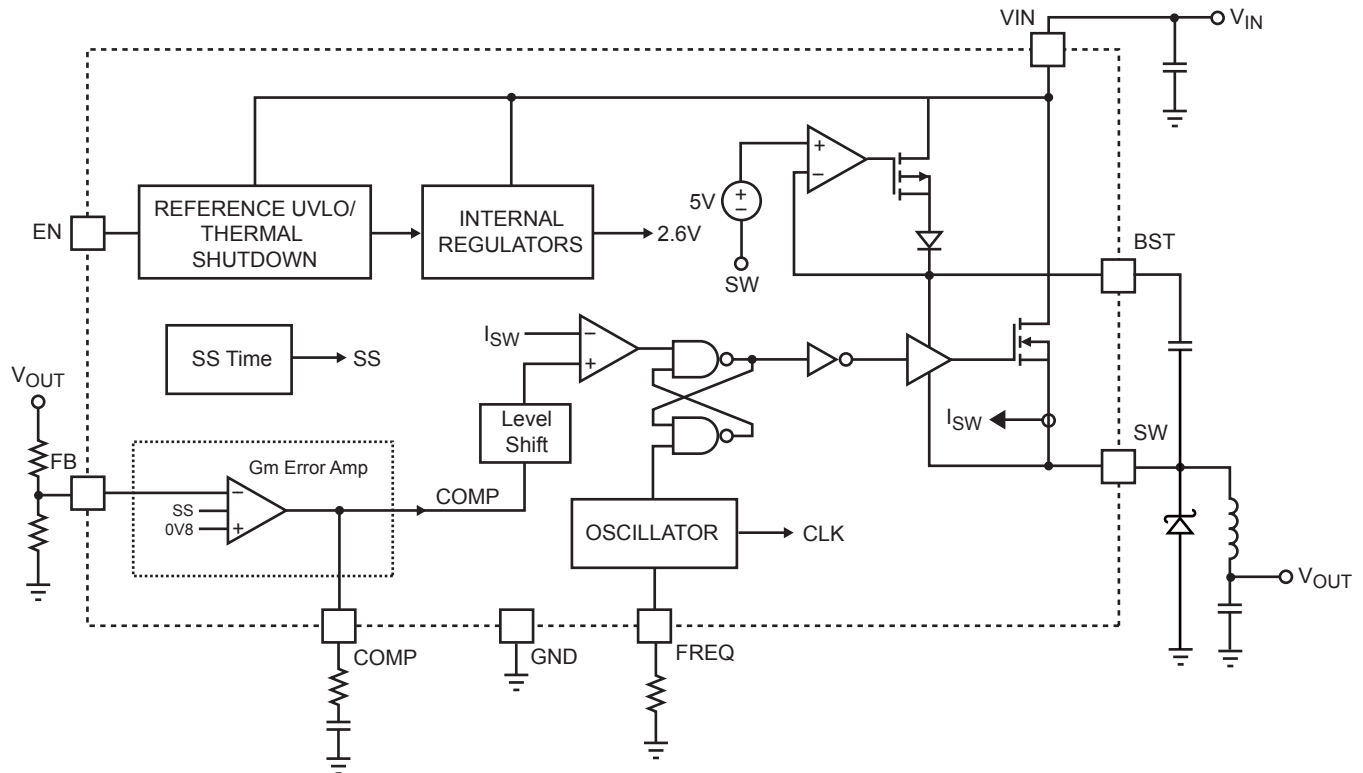 VIN
V_IN
EN
REFERENCE UVLO/
THERMAL
SHUTDOWN
INTERNAL
REGULATORS
2.6V
5V
+
−
SW
+
−
BST
SS Time
SS
I_SW
−
+
Level
Shift
I_SW
SW
V_OUT
FB
Gm Error Amp
−
SS
0V8
+
COMP
OSCILLATOR
CLK
V_OUT
COMP
GND
FREQ